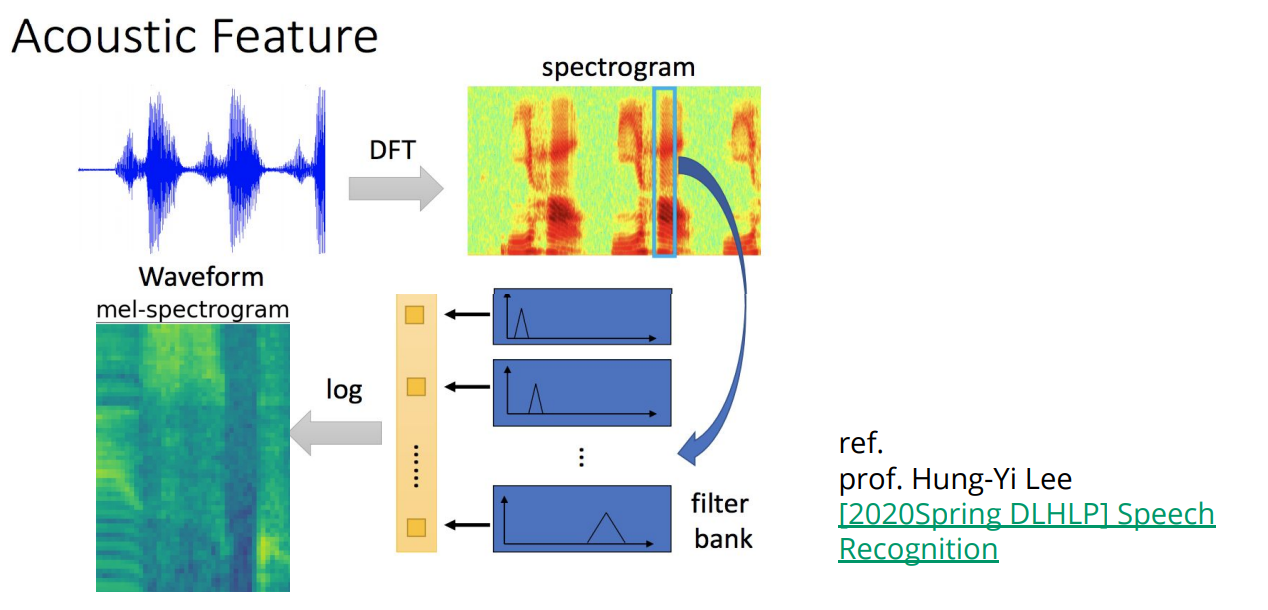 Acoustic Feature
spectrogram
DFT
Waveform
mel-spectrogram
log
filter
bank
ref.
prof. Hung-Yi Lee
[2020Spring DLHLP] Speech
Recognition